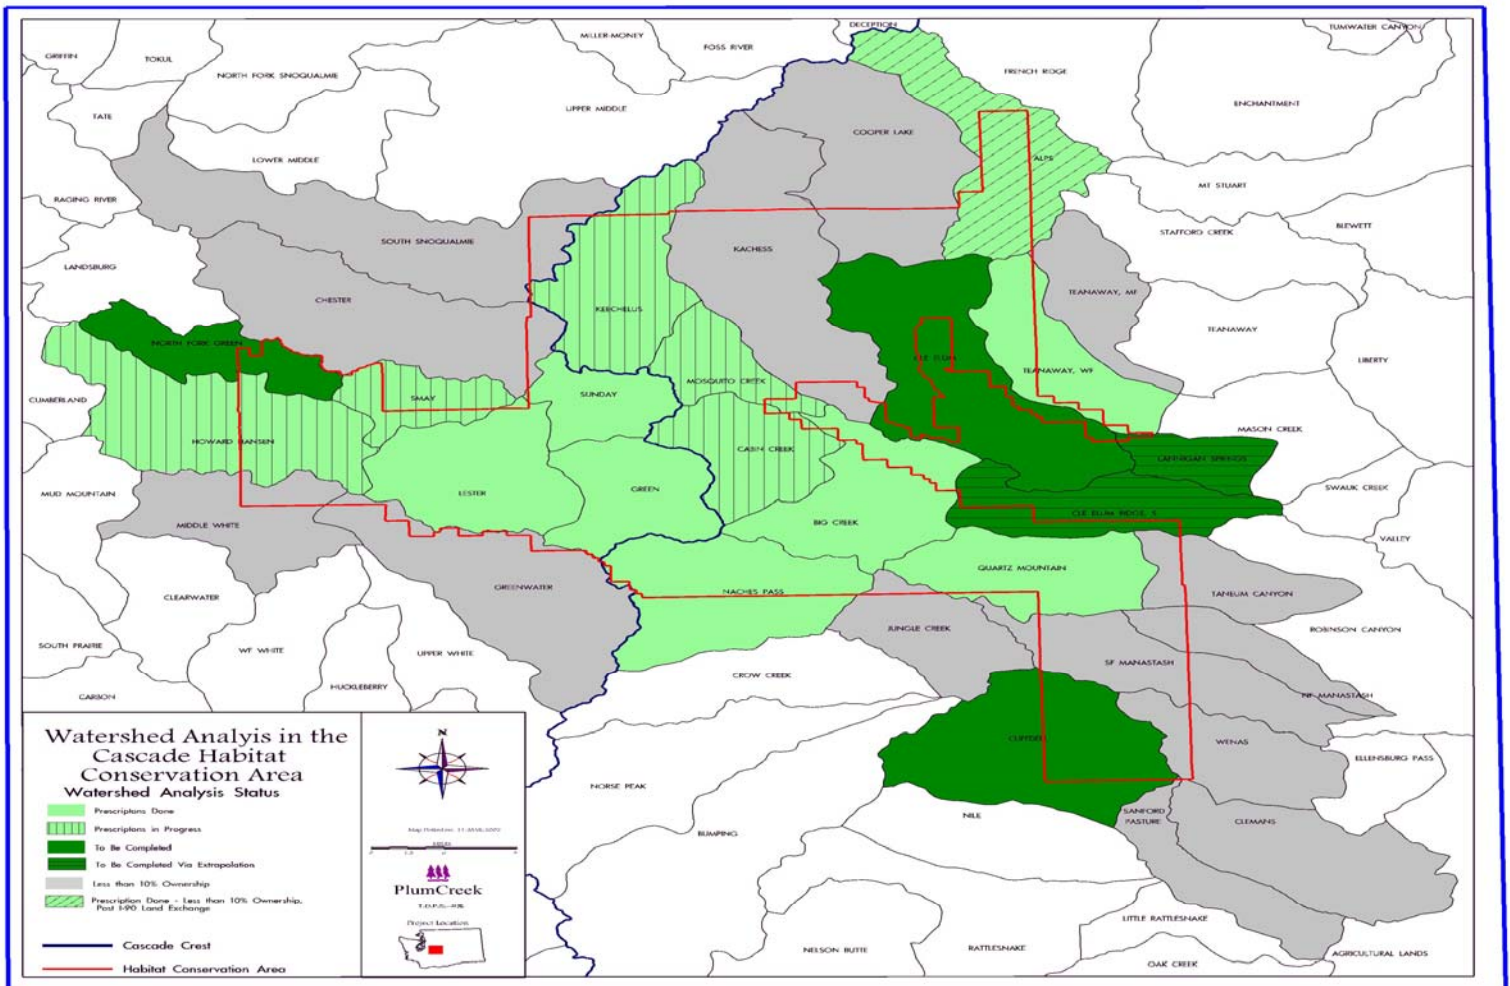 DECEPTION
TUMWATER CANYON
MILLER-MONEY
FOSS RIVER
GRIFFIN
TOKUL
NORTH FORK SNOQUALMIE
FRENCH RIDGE
UPPER MIDDLE
ENCHANTMENT
TATE
COOPER LAKE
LOWER MIDDLE
ALPS
MT STUART
RAGING RIVER
STAFFORD CREEK
BLEWETT
SOUTH SNOQUALMIE
KACHESS
LANDSBURG
CHESTER
TEANAWAY, MF
KEECHELUS
TEANAWAY
NORTH FORK GREEN
CLE ELUM
LIBERTY
TEANAWAY, WF
MOSQUITO CREEK
SUNDAY
SMAY
CUMBERLAND
HOWARD HANSEN
MASON CREEK
CABIN CREEK
LANNIGAN SPRINGS
LESTER
GREEN
SWAUK CREEK
MUD MOUNTAIN
CLE ELUM RIDGE, S
MIDDLE WHITE
BIG CREEK
VALLEY
QUARTZ MOUNTAIN
GREENWATER
NACHES PASS
TANEUM CANYON
CLEARWATER
JUNGLE CREEK
ROBINSON CANYON
SOUTH PRAIRIE
WF WHITE
UPPER WHITE
SF MANASTASH
CROW CREEK
HUCKLEBERRY
NF MANASTASH
CARBON
WENAS
ELLENSBURG PASS
NORSE PEAK
SANFORD
PASTURE
NILE
CLEMANS
BUMPING
LITTLE RATTLESNAKE
NELSON BUTTE
RATTLESNAKE
AGRICULTURAL LANDS
OAK CREEK
Watershed Analyis in the
Cascade Habitat
Conservation Area
Watershed Analysis Status
Prescriptons Done
Prescriptons in Progress
To Be Completed
To Be Completed Via Extrapolation
Less than 10% Ownership
Prescription Done - Less than 10% Ownership,
Post I-90 Land Exchange
Cascade Crest
Habitat Conservation Area
N
PlumCreek
Project Location